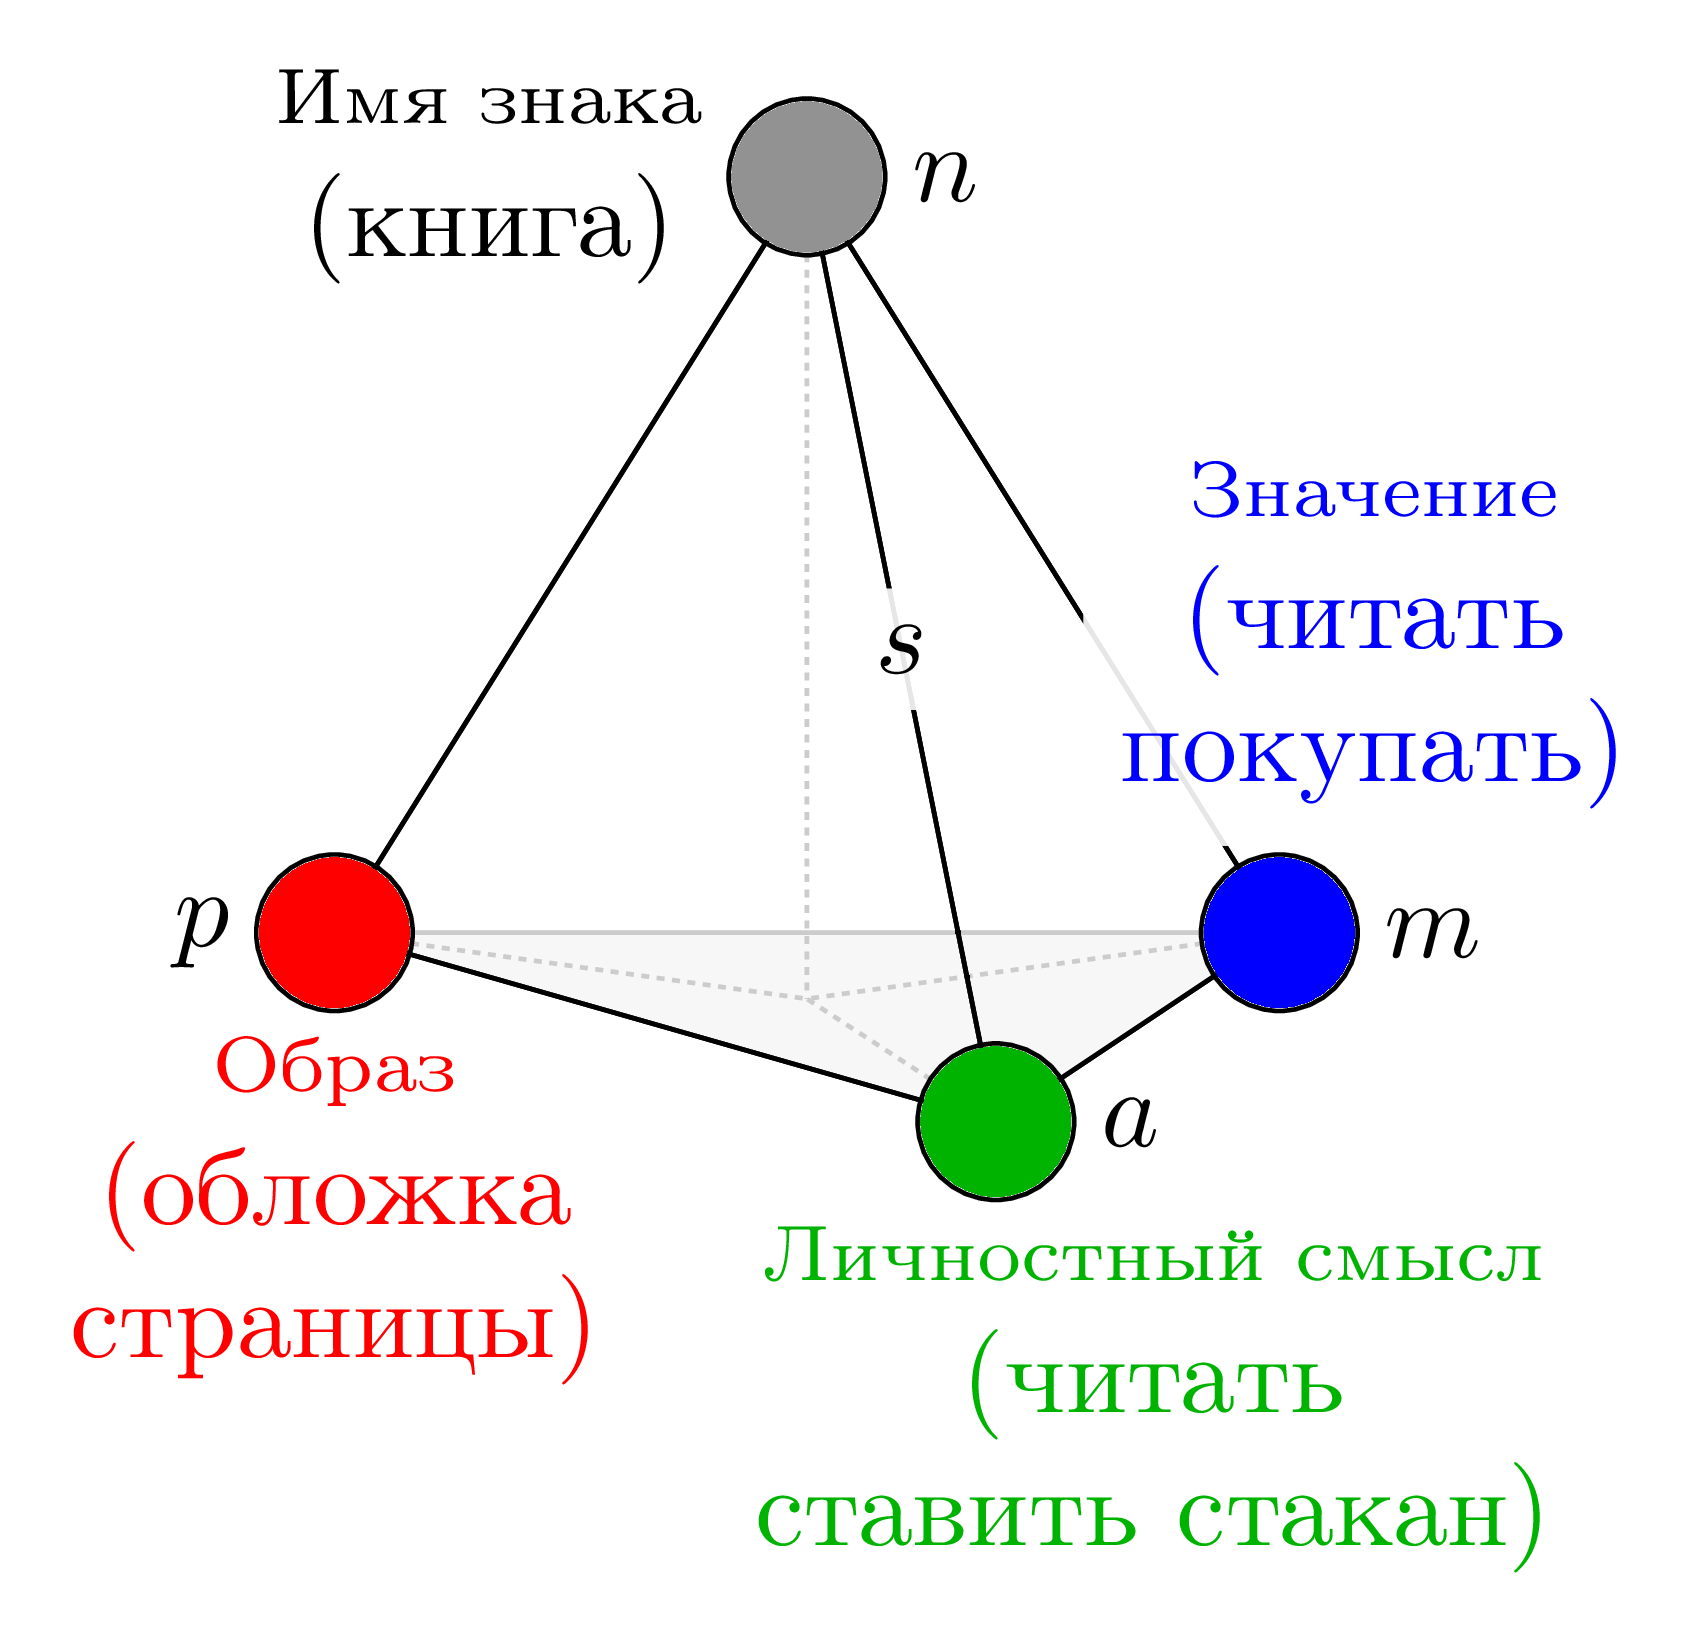 Имя знака
(книга)
n
Значение
(читать
покупать)
s
p
m
Образ
(обложка
страницы)
a
Личностный смысл
(читать
ставить стакан)